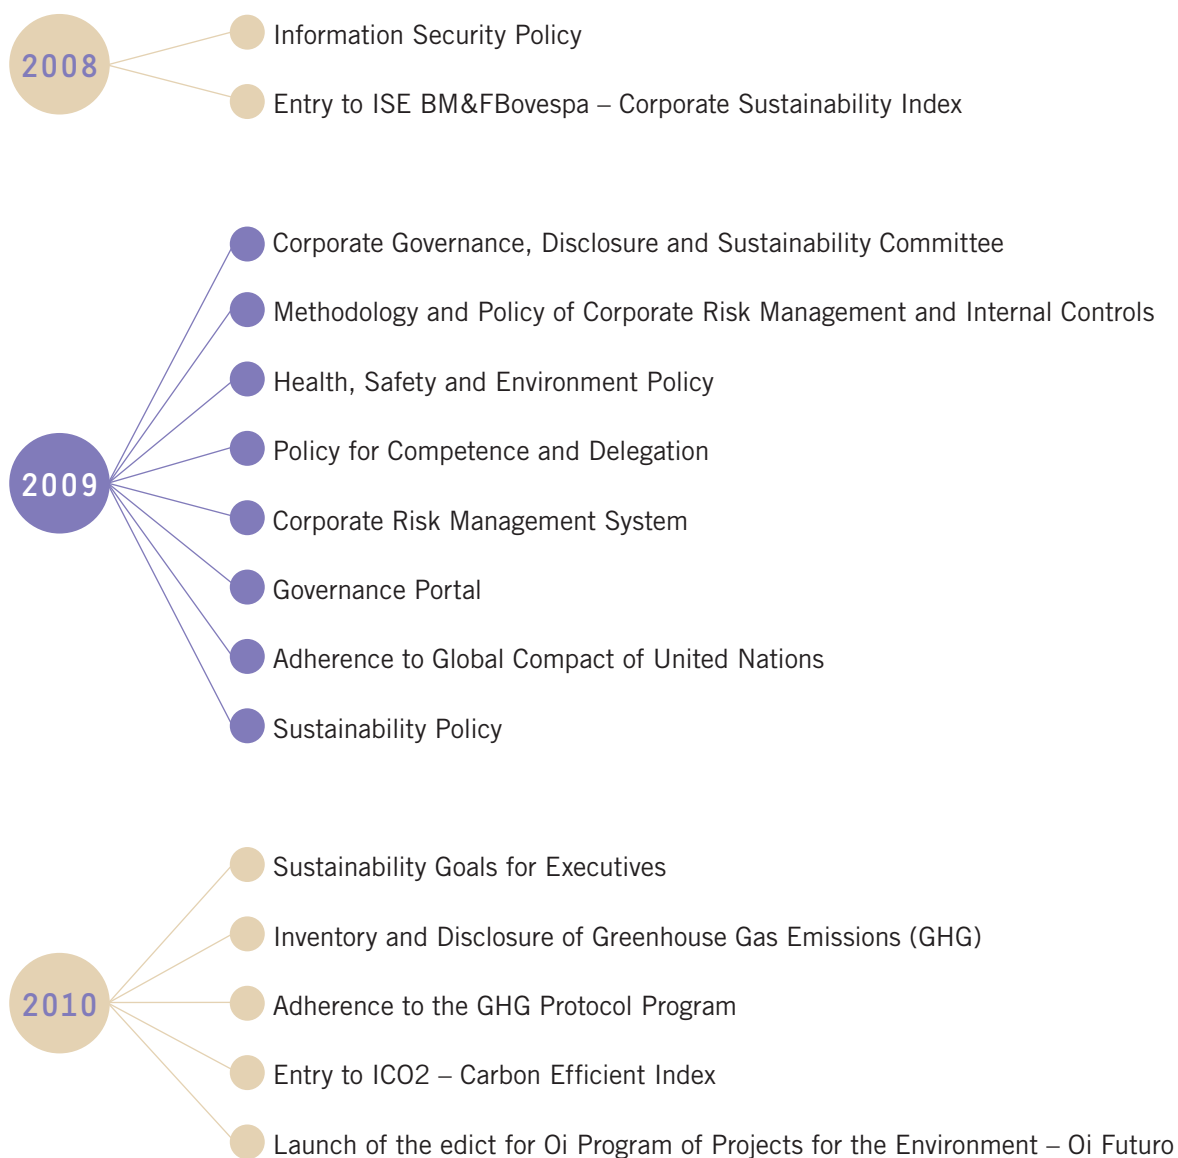 2008
Information Security Policy
Entry to ISE BM&FBovespa – Corporate Sustainability Index
2009
Corporate Governance, Disclosure and Sustainability Committee
Methodology and Policy of Corporate Risk Management and Internal Controls
Health, Safety and Environment Policy
Policy for Competence and Delegation
Corporate Risk Management System
Governance Portal
Adherence to Global Compact of United Nations
Sustainability Policy
2010
Sustainability Goals for Executives
Inventory and Disclosure of Greenhouse Gas Emissions (GHG)
Adherence to the GHG Protocol Program
Entry to ICO2 – Carbon Efficient Index
Launch of the edict for Oi Program of Projects for the Environment – Oi Futuro